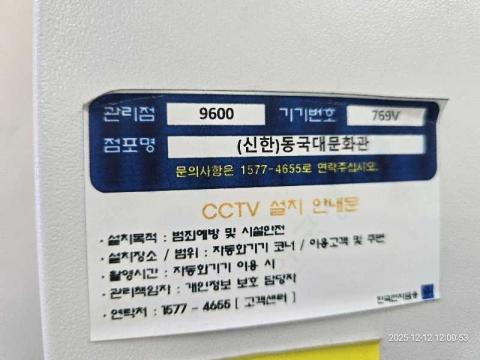 관리점 9600 기기번호 769V
점포명 (신한)동국대문화관
문의사항은 1577-4655로 연락주십시오.
CCTV 설치 안내문
· 설치목적 : 범죄예방 및 시설안전
· 설치장소 / 범위 : 자동화기기 코너 / 이용고객 및 주변
· 촬영시간 : 자동화기기 이용 시
· 관리책임자 : 개인정보 보호 담당자
· 연락처 : 1577 - 4655 [ 고객센터 ]
한국전자금융
2025-12-12 12:00:53